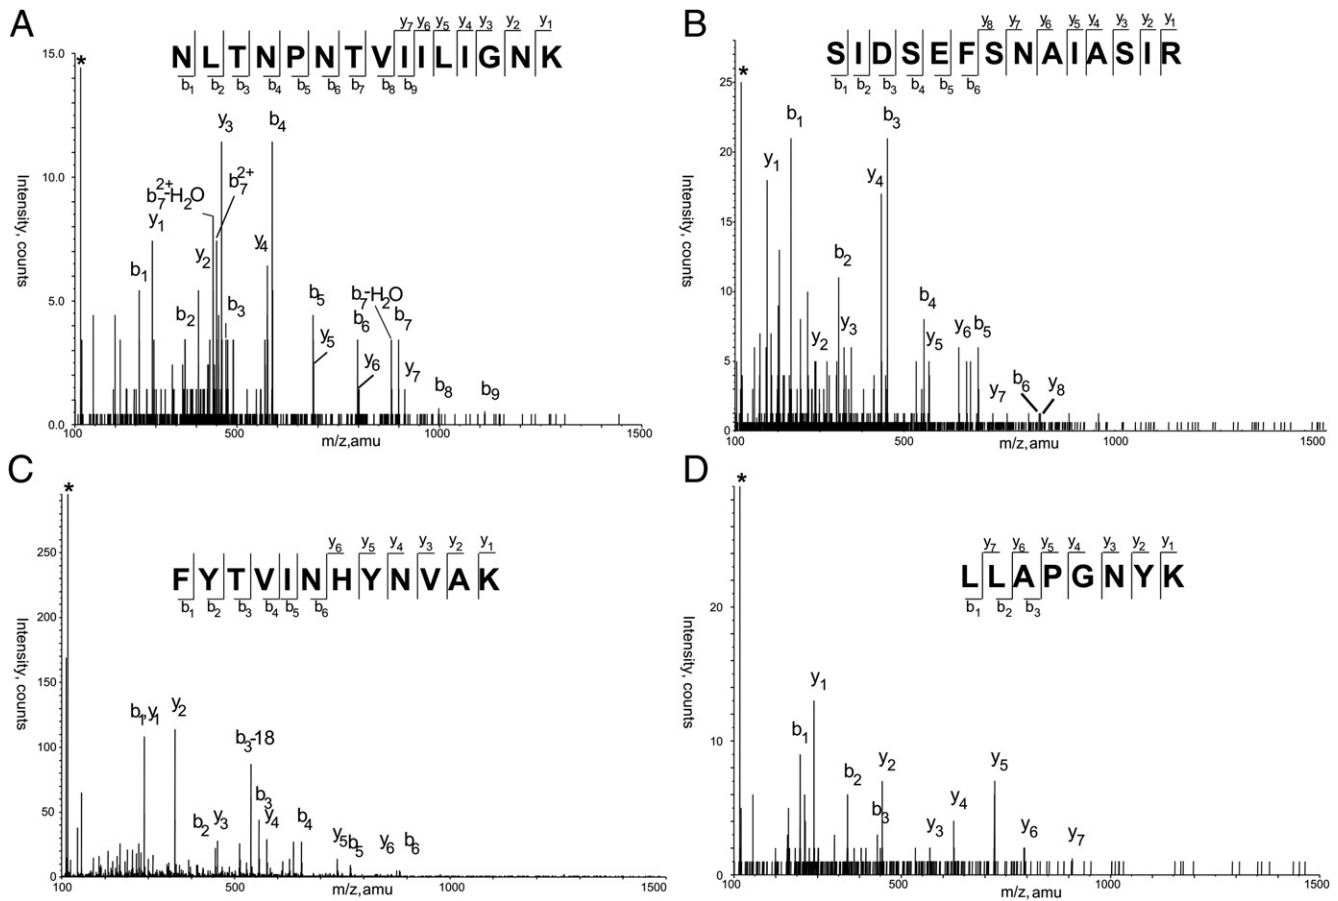 A
y7 y6 y5 y4 y3 y2 y1
NLTNPNTVIILIGNK
b1 b2 b3 b4 b5 b6 b7 b8 b9
15.0
*
y3
b4
10.0
b7 2+ -H2O
b7 2+
y1
y2
y4
b1
5.0
b2
b3
b5
b7-H2O
b6
b7
y5
y6
y7
b8
b9
0.0
Intensity, counts
100 500 1000 1500
m/z,amu
B
y8 y7 y6 y5 y4 y3 y2 y1
SIDSEFSNAIASIR
b1 b2 b3 b4 b5 b6
*
25
b1
b3
20
y1
y4
15
b2
10
b4
y2
y3
y5
y6
b5
5
y7
b6
y8
0
Intensity, counts
100 500 1000 1500
m/z,amu
C
*
y6 y5 y4 y3 y2 y1
FYTVINHYNVAK
b1 b2 b3 b4 b5 b6
250
200
150
b1,y1
y2
100
b3-18
b3
50
b2
y3
y4
b4
y5
b5
y6
b6
0
Intensity, counts
100 500 1000 1500
m/z,amu
D
*
y7 y6 y5 y4 y3 y2 y1
LLAPGNYK
b1 b2 b3
20
15
y1
b1
10
b2
y2
y5
5
b3
y3
y4
y6
y7
0
Intensity, counts
100 500 1000 1500
m/z,amu